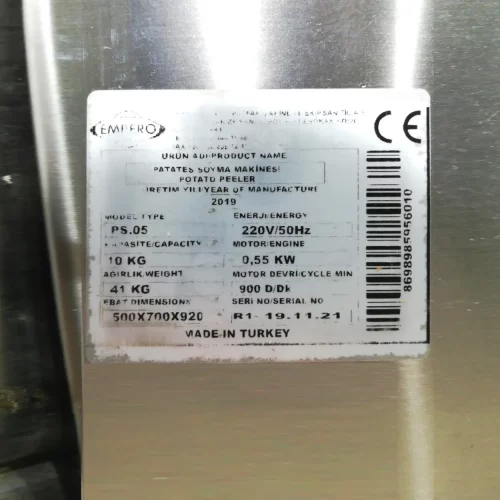 EMPERO
ÜRÜN ADI/PRODUCT NAME
PATATES SOYMA MAKİNESİ
POTATO PEELER
ÜRETİM YILI/YEAR OF MANUFACTURE
2019
MODEL TYPE ENERJİ/ENERGY
PS.05 220V/50Hz
KAPASİTE/CAPACITY MOTOR/ENGINE
10 KG 0,55 KW
AGIRLIK.WEIGHT MOTOR DEVRİ/CYCLE MIN
41 KG 900 D/Dk
EBAT DIMENSIONS SERI NO/SERIAL NO
500X700X920 R1- 19.11.21
MADE IN TURKEY
CE
8698985956010